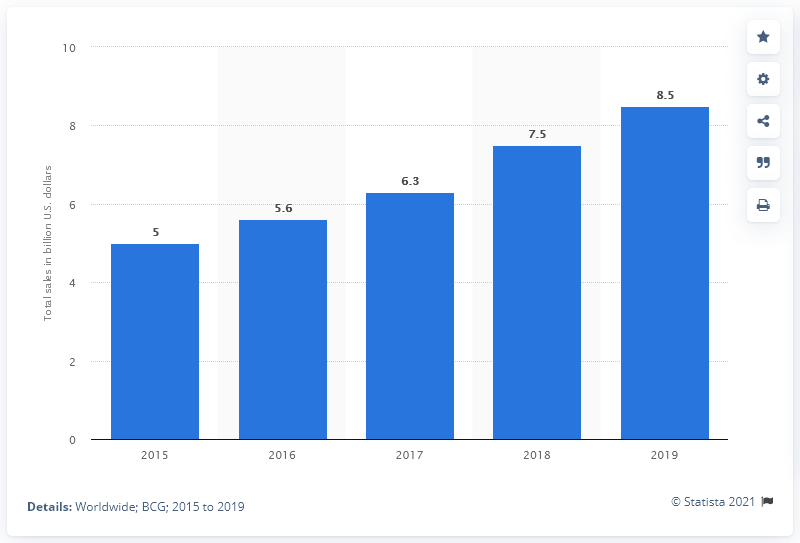 Total sales in billion U.S. dollars
10
8
6
4
2
0
5
5.6
6.3
7.5
8.5
2015 2016 2017 2018 2019
Details: Worldwide; BCG; 2015 to 2019
© Statista 2021